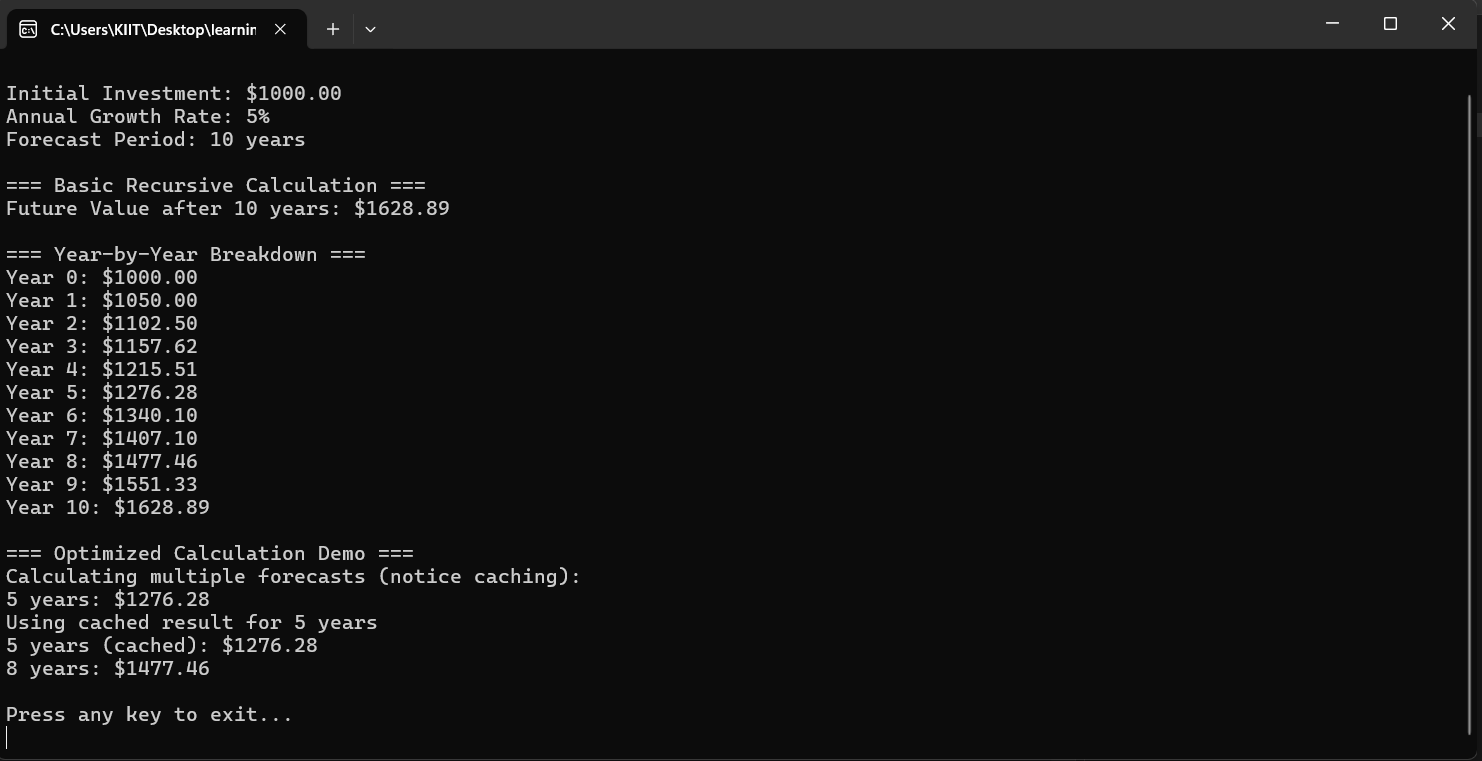 C:\Users\KIIT\Desktop\learnin
Initial Investment: $1000.00
Annual Growth Rate: 5%
Forecast Period: 10 years
=== Basic Recursive Calculation ===
Future Value after 10 years: $1628.89
=== Year-by-Year Breakdown ===
Year 0: $1000.00
Year 1: $1050.00
Year 2: $1102.50
Year 3: $1157.62
Year 4: $1215.51
Year 5: $1276.28
Year 6: $1340.10
Year 7: $1407.10
Year 8: $1477.46
Year 9: $1551.33
Year 10: $1628.89
=== Optimized Calculation Demo ===
Calculating multiple forecasts (notice caching):
5 years: $1276.28
Using cached result for 5 years
5 years (cached): $1276.28
8 years: $1477.46
Press any key to exit...